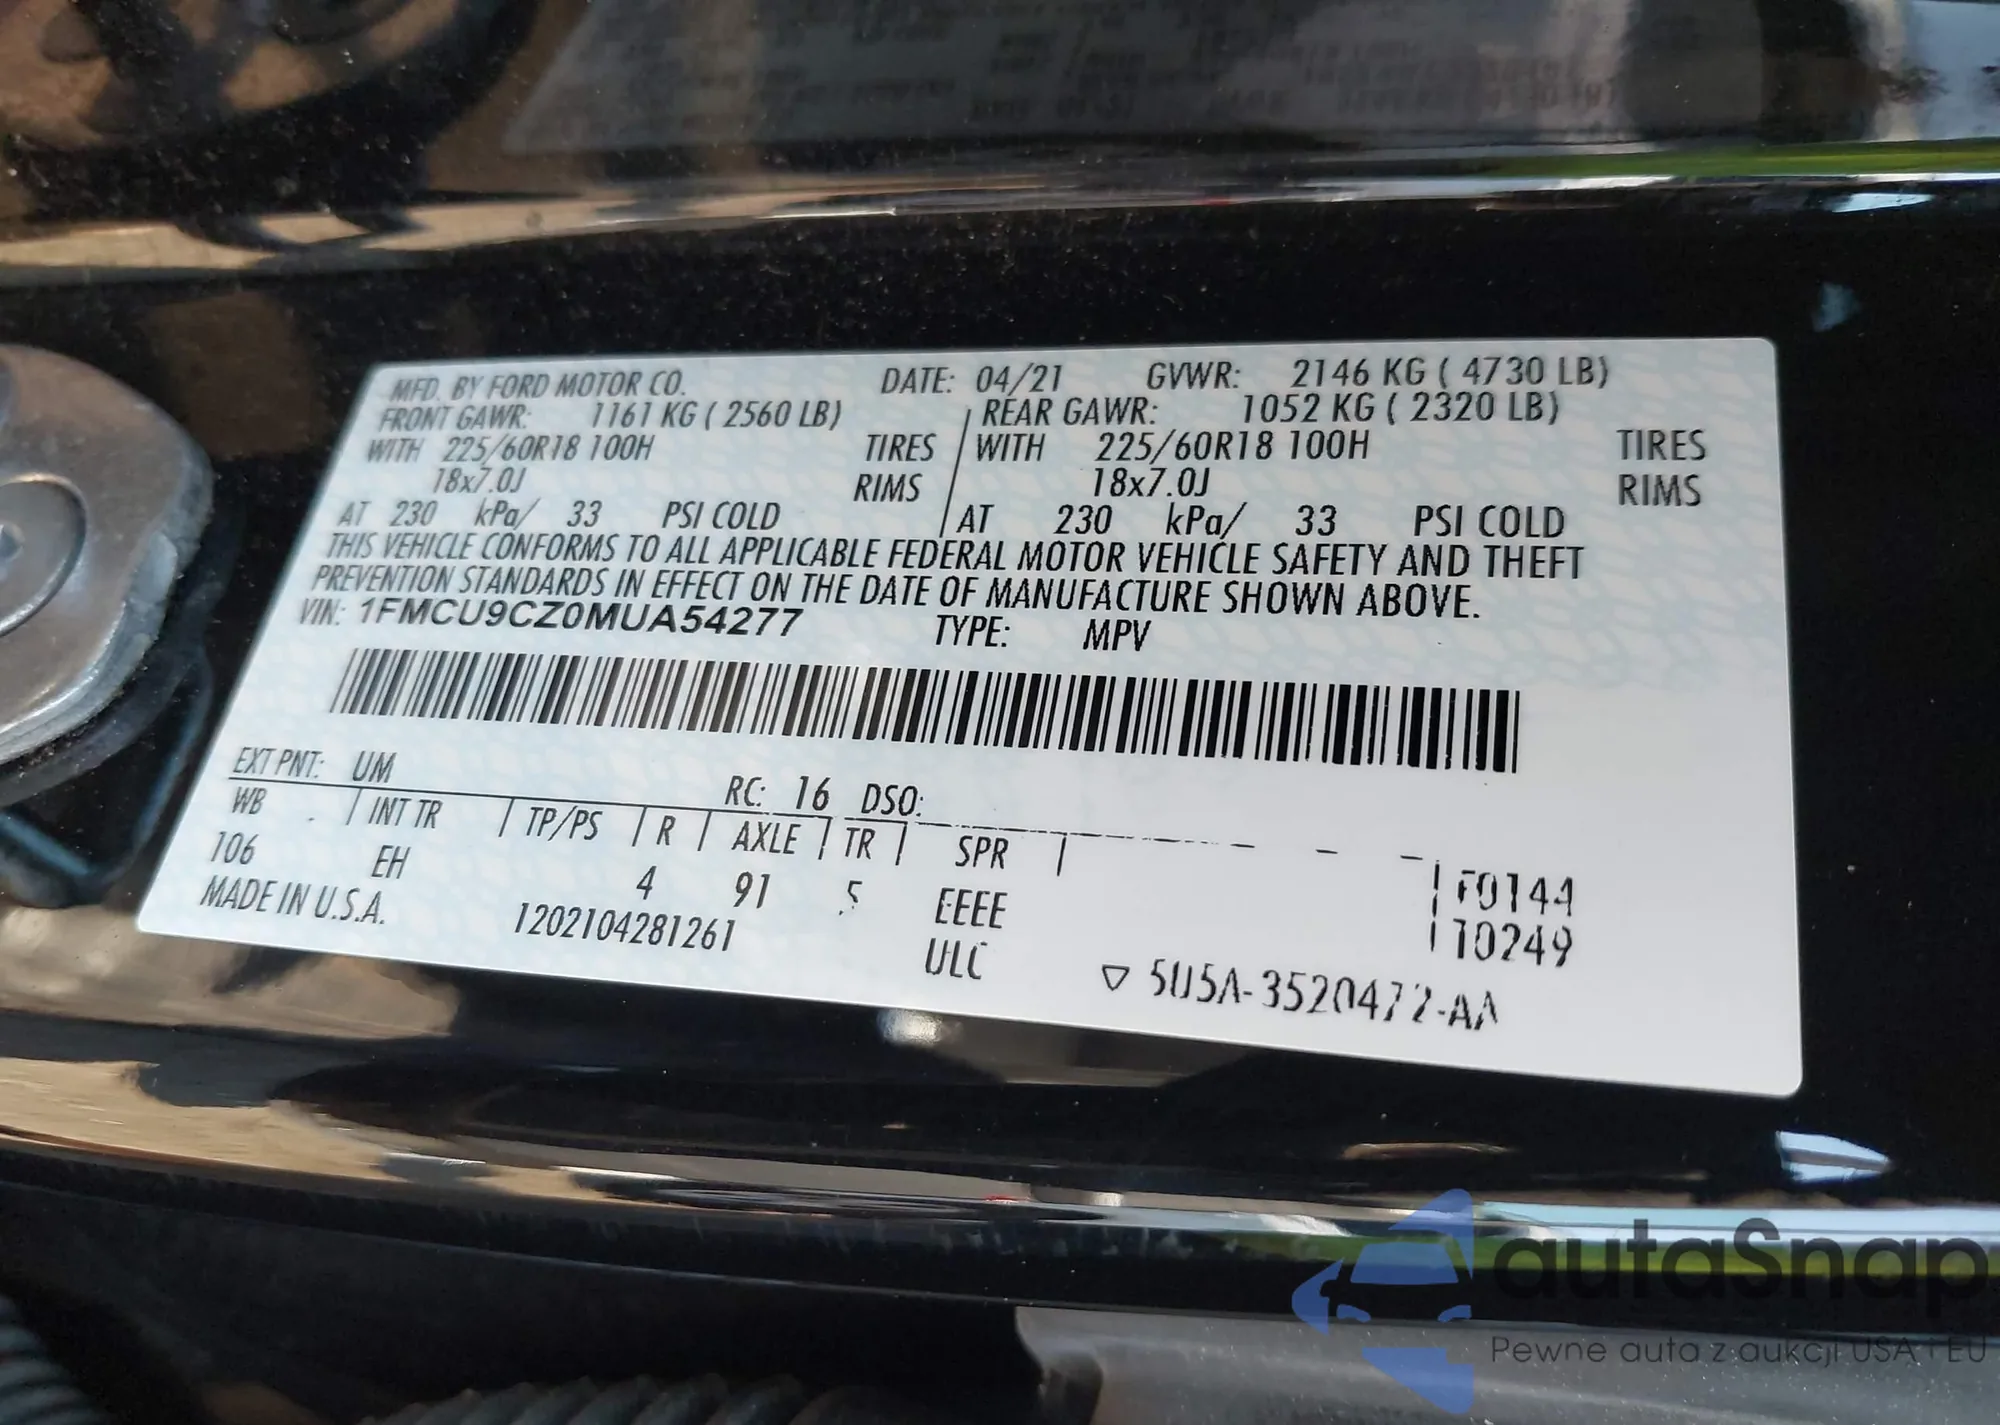 MFD. BY FORD MOTOR CO. DATE: 04/21 GVWR: 2146 KG ( 4730 LB)
FRONT GAWR: 1161 KG ( 2560 LB) REAR GAWR: 1052 KG ( 2320 LB)
WITH 225/60R18 100H TIRES WITH 225/60R18 100H TIRES
18x7.0J RIMS 18x7.0J RIMS
AT 230 kPa/ 33 PSI COLD AT 230 kPa/ 33 PSI COLD
THIS VEHICLE CONFORMS TO ALL APPLICABLE FEDERAL MOTOR VEHICLE SAFETY AND THEFT
PREVENTION STANDARDS IN EFFECT ON THE DATE OF MANUFACTURE SHOWN ABOVE.
VIN: 1FMCU9CZ0MUA54277 TYPE: MPV
EXT PNT: UM RC: 16 DSO:
WB INT TR TP/PS R AXLE TR SPR
106 EH 4 91 5 EEEE F0144
MADE IN U.S.A. 1202104281261 ULC 10249
5U5A-3520472-AA
autaSnap
Pewne auta z aukcji USA i EU